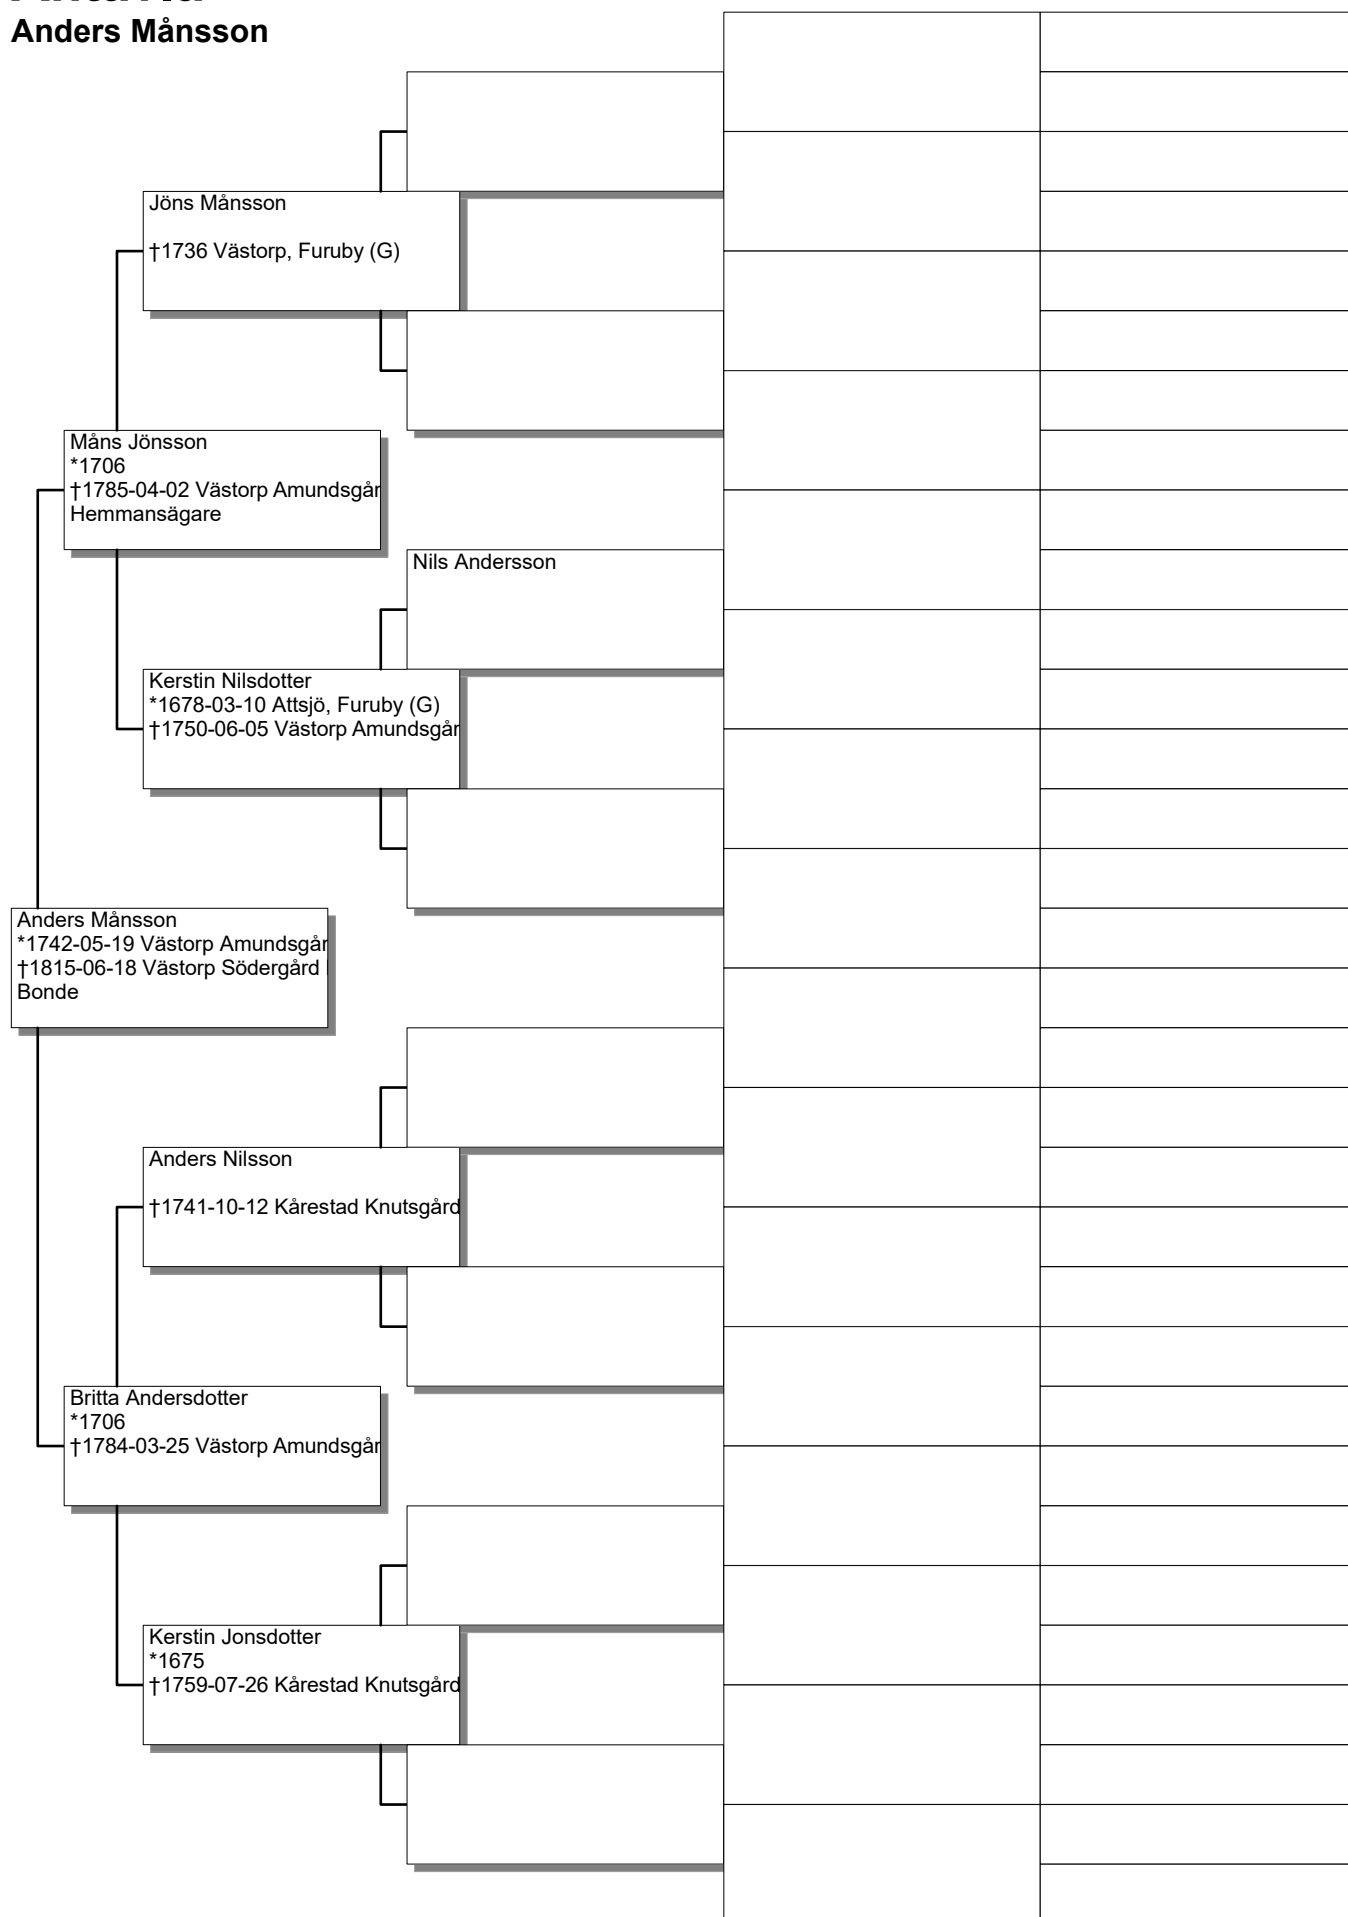 Anders Månsson
Jöns Månsson
†1736 Västorp, Furuby (G)
Måns Jönsson
*1706
†1785-04-02 Västorp Amundsgår
Hemmansägare
Nils Andersson
Kerstin Nilsdotter
*1678-03-10 Attsjö, Furuby (G)
†1750-06-05 Västorp Amundsgår
Anders Månsson
*1742-05-19 Västorp Amundsgår
†1815-06-18 Västorp Södergård
Bonde
Anders Nilsson
†1741-10-12 Kårestad Knutsgård
Britta Andersdotter
*1706
†1784-03-25 Västorp Amundsgår
Kerstin Jonsdotter
*1675
†1759-07-26 Kårestad Knutsgård